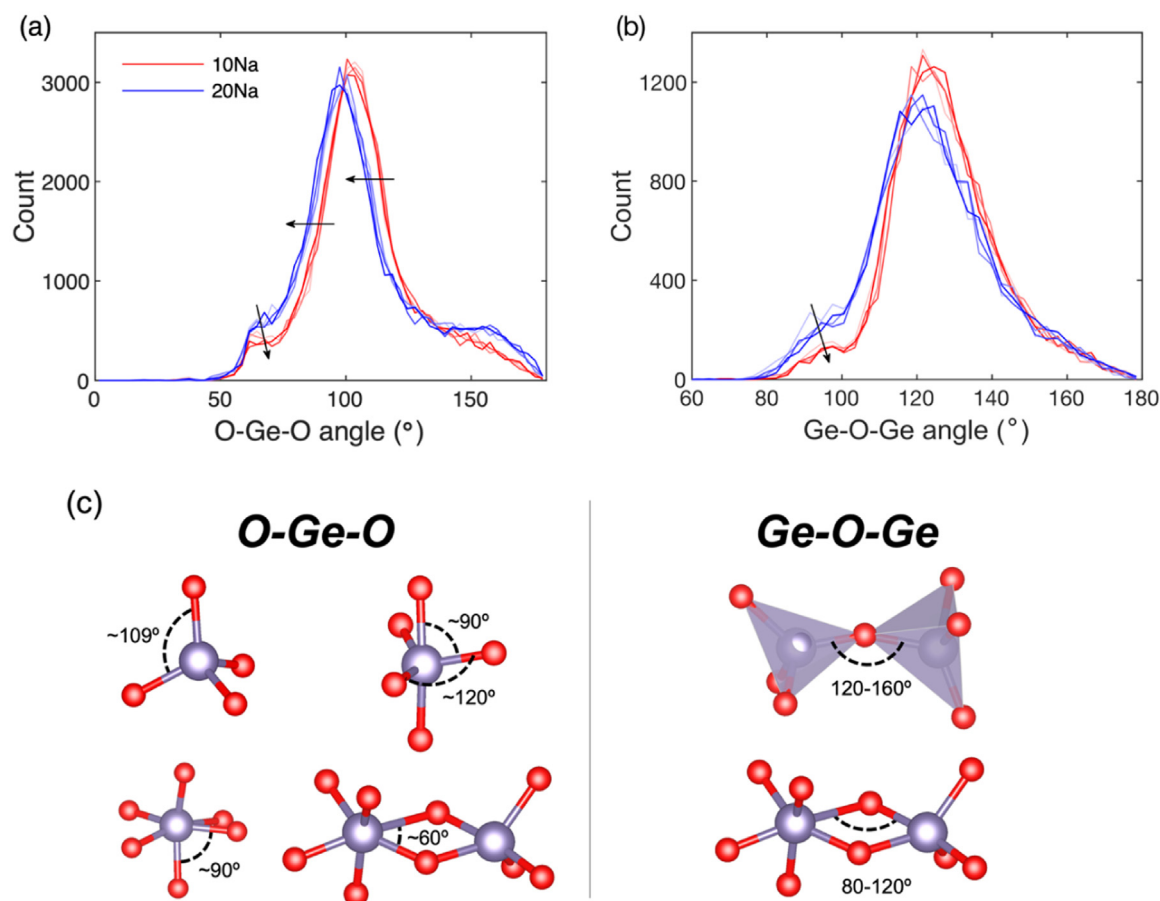 (a)
3000
2000
1000
0
Count
10Na
20Na
0
50
100
150
O-Ge-O angle (°)
(b)
1200
800
400
0
Count
60
80
100
120
140
160
180
Ge-O-Ge angle (°)
(c)
O-Ge-O
~109º
~90º
~120º
~90º
~60º
Ge-O-Ge
120-160º
80-120º